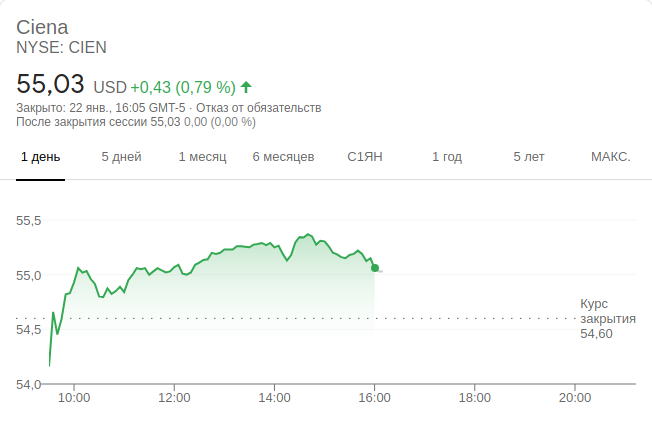 Ciena
NYSE: CIEN
55,03 USD +0,43 (0,79 %)
Закрыто: 22 янв., 16:05 GMT-5 · Отказ от обязательств
После закрытия сессии 55,03 0,00 (0,00 %)
1 день 5 дней 1 месяц 6 месяцев С1ЯН 1 год 5 лет МАКС.
55,5
55,0
Курс
закрытия
54,60
54,5
54,0
10:00 12:00 14:00 16:00 18:00 20:00